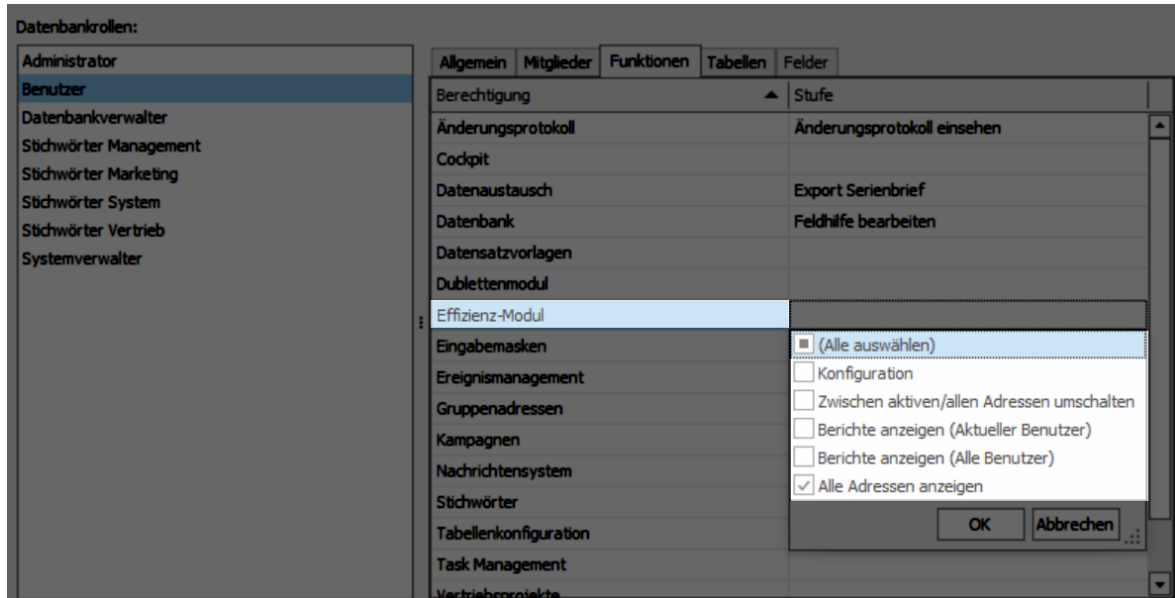 Datenbankrollen:
Administrator
Benutzer
Datenbankverwalter
Stichwörter Management
Stichwörter Marketing
Stichwörter System
Stichwörter Vertrieb
Systemverwalter
Allgemein Mitglieder Funktionen Tabellen Felder
Berechtigung Stufe
Änderungsprotokoll Änderungsprotokoll einsehen
Cockpit
Datenaustausch Export Serienbrief
Datenbank Feldhilfe bearbeiten
Datensatzvorlagen
Dublettenmodul
Effizienz-Modul
Eingabemasken
Ereignismanagement
Gruppenadressen
Kampagnen
Nachrichtensystem
Stichwörter
Tabellenkonfiguration
Task Management
Vertriebsprojekte
(Alle auswählen)
Konfiguration
Zwischen aktiven/allen Adressen umschalten
Berichte anzeigen (Aktueller Benutzer)
Berichte anzeigen (Alle Benutzer)
Alle Adressen anzeigen
OK Abbrechen